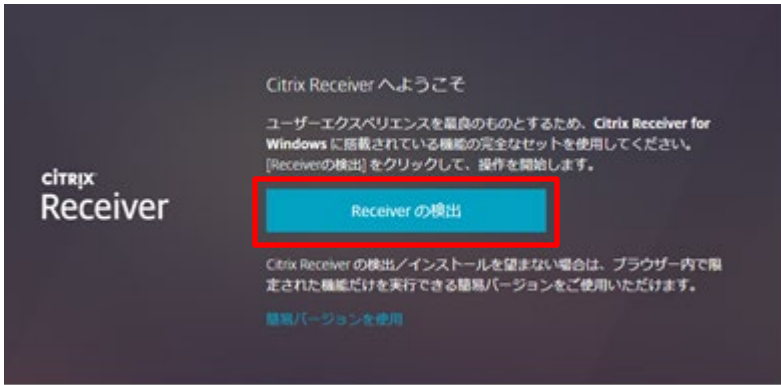 Citrix Receiver へようこそ
ユーザーエクスペリエンスを最良のものとするため、Citrix Receiver for
Windows に搭載されている機能の完全なセットを使用してください。
[Receiverの検出] をクリックして、操作を開始します。
CİTRIX
Receiver
Receiver の検出
Citrix Receiver の検出／インストールを望まない場合は、ブラウザー内で限
定された機能だけを実行できる簡易バージョンをご使用いただけます。
簡易バージョンを使用